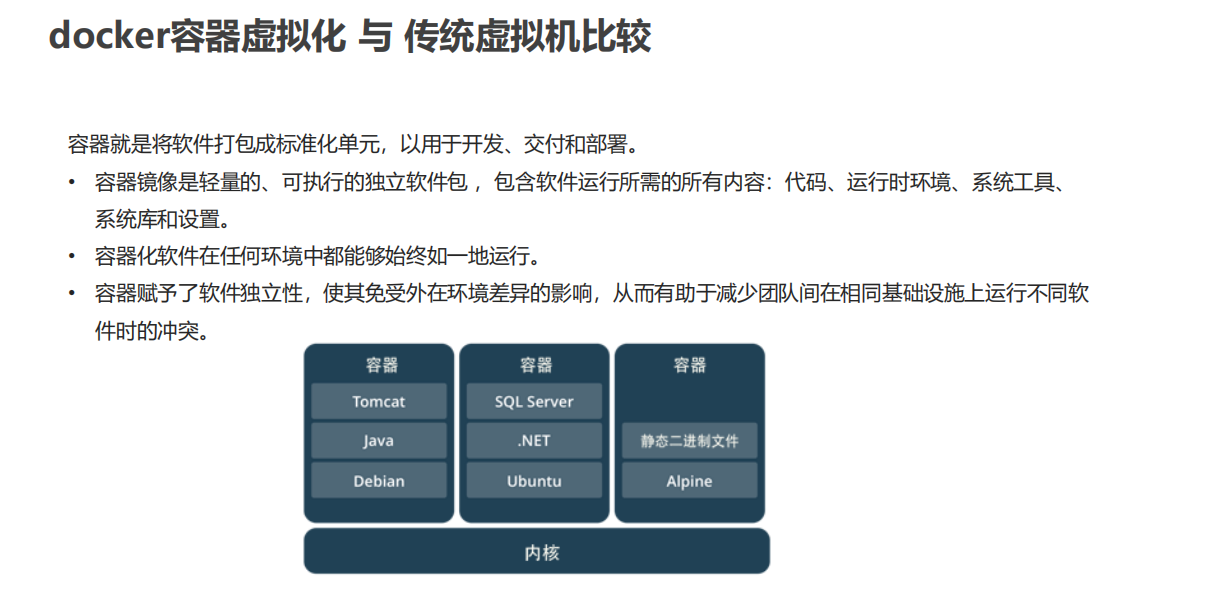 docker容器虚拟化 与 传统虚拟机比较
容器就是将软件打包成标准化单元，以用于开发、交付和部署。
• 容器镜像是轻量的、可执行的独立软件包 ，包含软件运行所需的所有内容：代码、运行时环境、系统工具、
系统库和设置。
• 容器化软件在任何环境中都能够始终如一地运行。
• 容器赋予了软件独立性，使其免受外在环境差异的影响，从而有助于减少团队间在相同基础设施上运行不同软
件时的冲突。
容器
Tomcat
Java
Debian
容器
SQL Server
.NET
Ubuntu
容器
静态二进制文件
Alpine
内核